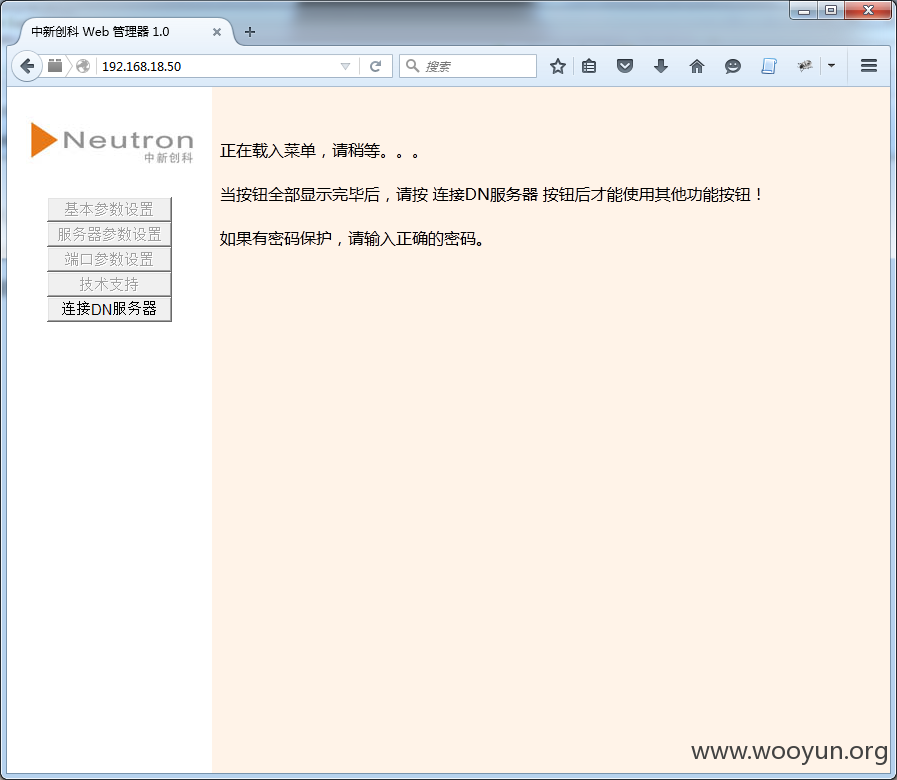 中新创科 Web 管理器 1.0
192.168.18.50
搜索
Neutron
中新创科
基本参数设置
服务器参数设置
端口参数设置
技术支持
连接DN服务器
正在载入菜单，请稍等。。。
当按钮全部显示完毕后，请按 连接DN服务器 按钮后才能使用其他功能按钮！
如果有密码保护，请输入正确的密码。
www.wooyun.org